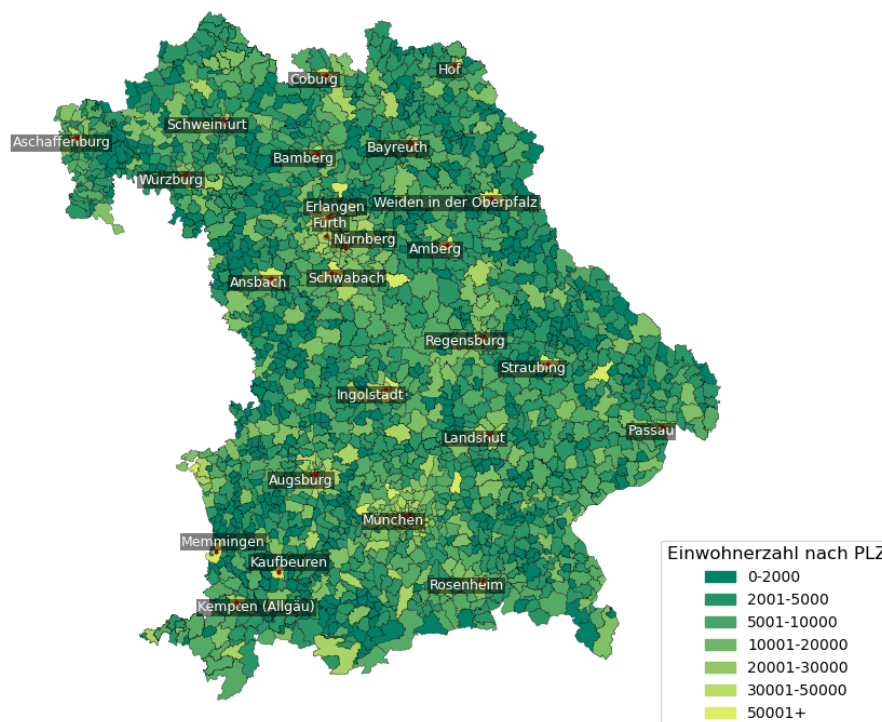 Coburg
Hof
Schweinfurt
Aschaffenburg
Bayreuth
Bamberg
Würzburg
Weiden in der Oberpfalz
Erlangen
Fürth
Nürnberg
Amberg
Schwabach
Ansbach
Regensburg
Straubing
Ingolstadt
Passau
Landshut
Augsburg
München
Memmingen
Kaufbeuren
Rosenheim
Kempten (Allgäu)
Einwohnerzahl nach PLZ
0-2000
2001-5000
5001-10000
10001-20000
20001-30000
30001-50000
50001+